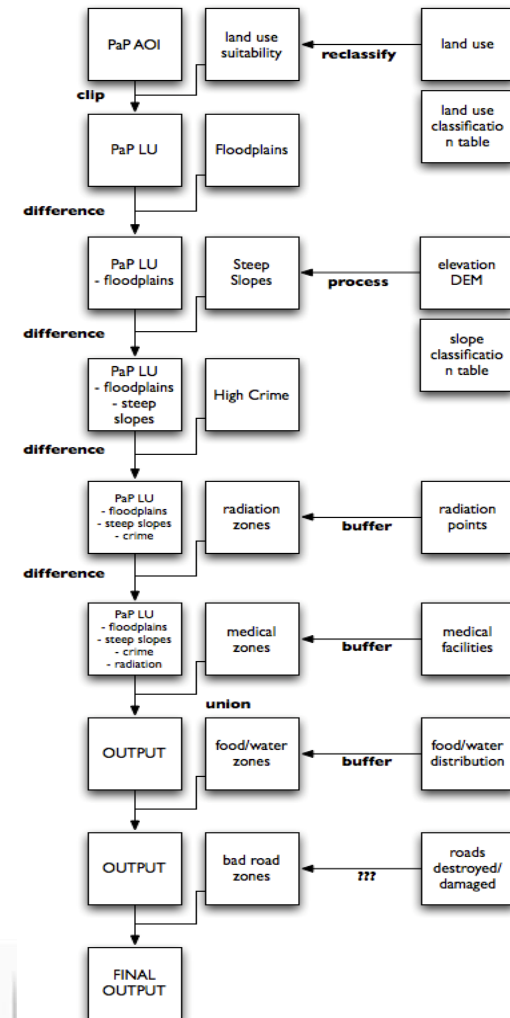 PaP AOI
land use
suitability
reclassify
land use
clip
land use
classificatio
n table
PaP LU
Floodplains
difference
PaP LU
- floodplains
Steep
Slopes
process
elevation
DEM
difference
slope
classificatio
n table
PaP LU
- floodplains
- steep
slopes
High Crime
difference
PaP LU
- floodplains
- steep slopes
- crime
radiation
zones
buffer
radiation
points
difference
PaP LU
- floodplains
- steep slopes
- crime
- radiation
medical
zones
buffer
medical
facilities
union
OUTPUT
food/water
zones
buffer
food/water
distribution
OUTPUT
bad road
zones
???
roads
destroyed/
damaged
FINAL
OUTPUT